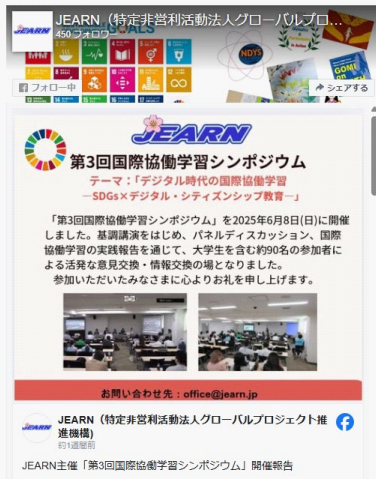 JEARN（特定非営利活動法人グローバルプロ...
450 フォロワー
GOALS
NDYS
フォロー中
シェアする
JEARN
第3回国際協働学習シンポジウム
テーマ：「デジタル時代の国際協働学習
―SDGs×デジタル・シティズンシップ教育―」
「第3回国際協働学習シンポジウム」を2025年6月8日(日)に開催
しました。基調講演をはじめ、パネルディスカッション、国際
協働学習の実践報告を通じて、大学生を含む約90名の参加者に
よる活発な意見交換・情報交換の場となりました。
参加いただいたみなさまに心よりお礼を申し上げます。
お問い合わせ先：office@jearn.jp
JEARN
JEARN（特定非営利活動法人グローバルプロジェクト推
進機構)
約1週間前
JEARN主催「第3回国際協働学習シンポジウム」開催報告